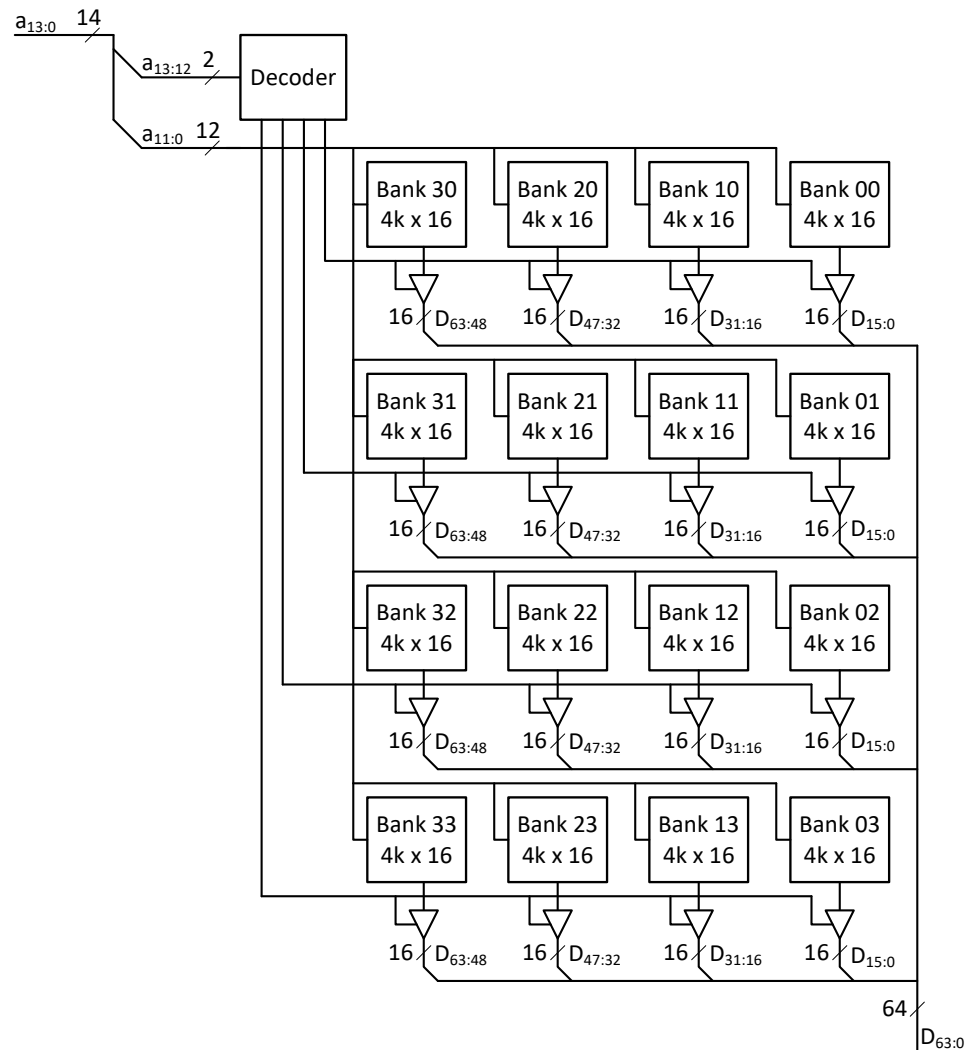 a13:0 14
a13:12 2
Decoder
a11:0 12
Bank 30 Bank 20 Bank 10 Bank 00
4k x 16 4k x 16 4k x 16 4k x 16
16 D63:48 16 D47:32 16 D31:16 16 D15:0
Bank 31 Bank 21 Bank 11 Bank 01
4k x 16 4k x 16 4k x 16 4k x 16
16 D63:48 16 D47:32 16 D31:16 16 D15:0
Bank 32 Bank 22 Bank 12 Bank 02
4k x 16 4k x 16 4k x 16 4k x 16
16 D63:48 16 D47:32 16 D31:16 16 D15:0
Bank 33 Bank 23 Bank 13 Bank 03
4k x 16 4k x 16 4k x 16 4k x 16
16 D63:48 16 D47:32 16 D31:16 16 D15:0
64
D63:0